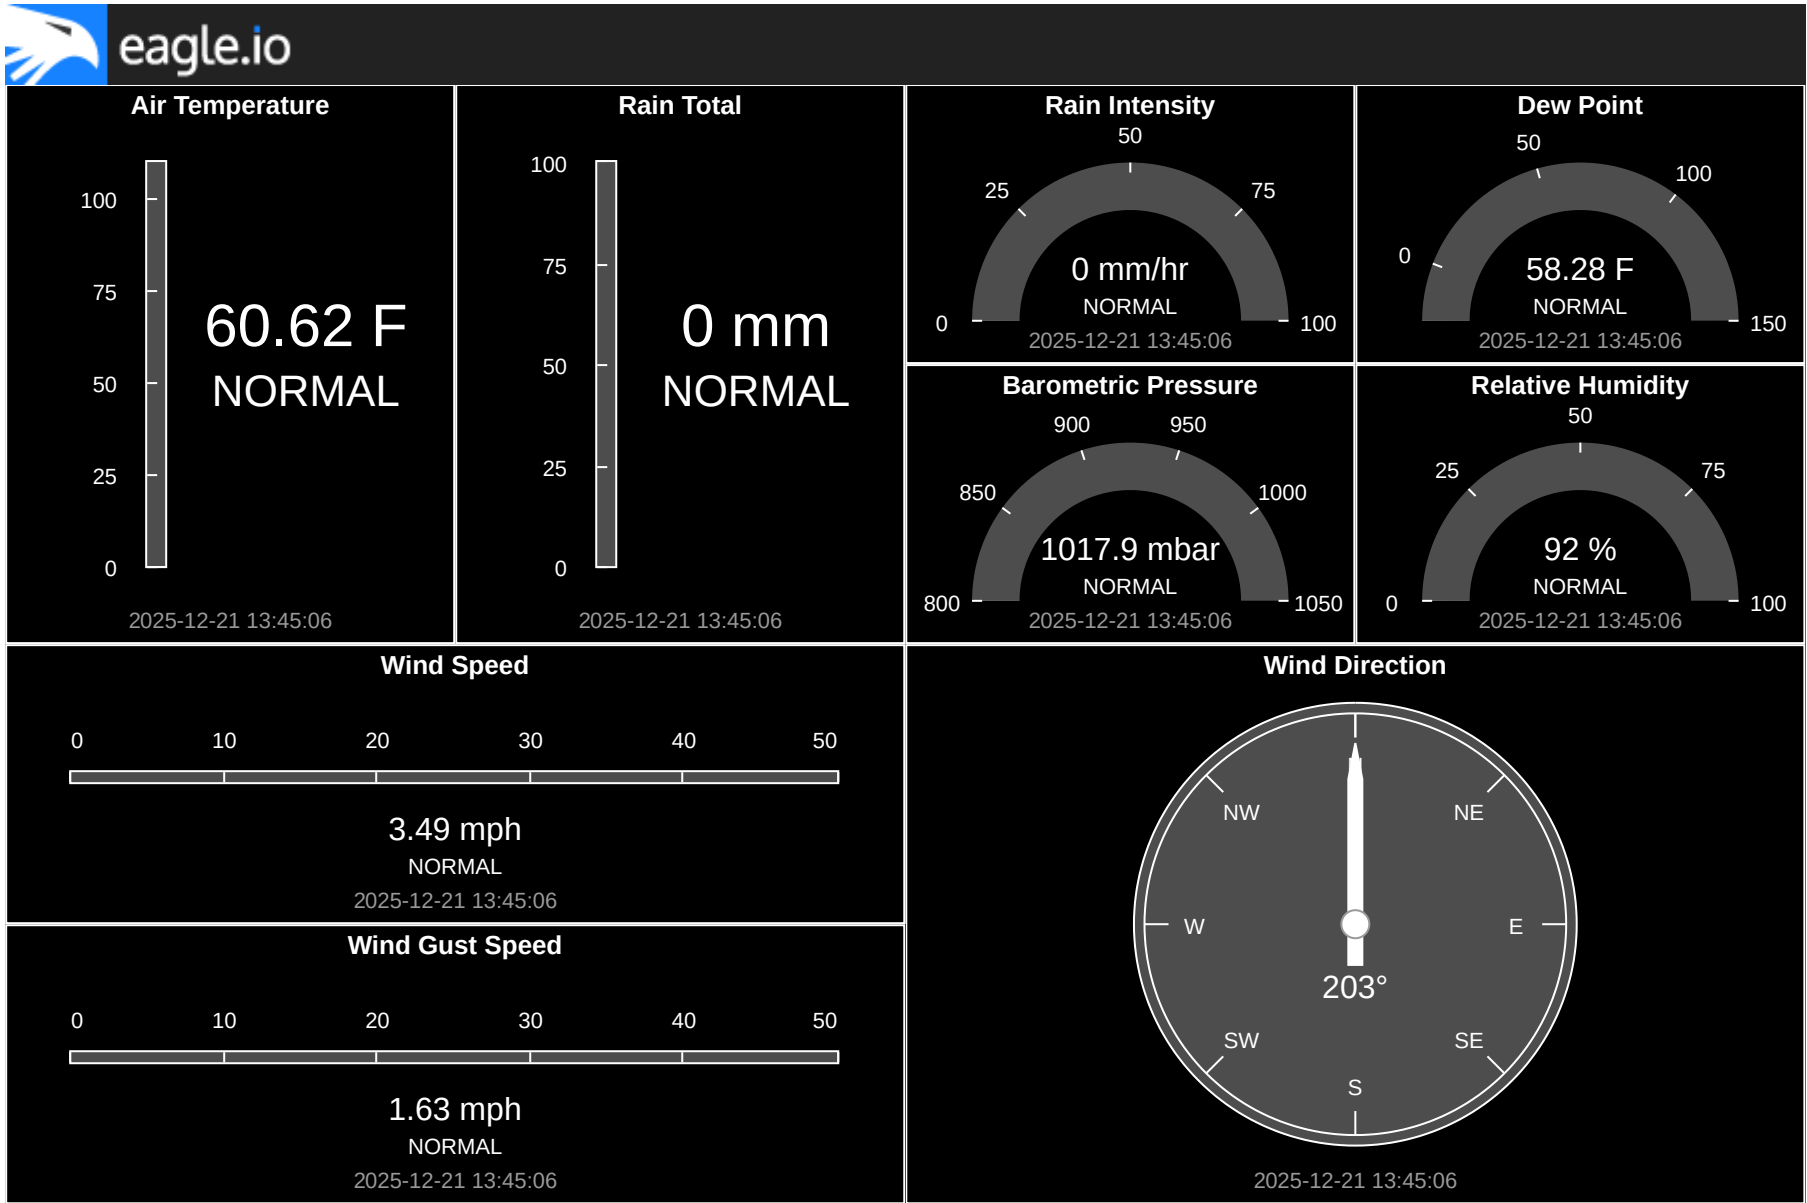 eagle.io
Air Temperature
100
75
50
25
0
60.62 F
NORMAL
2025-12-21 13:45:06
Rain Total
100
75
50
25
0
0 mm
NORMAL
2025-12-21 13:45:06
Rain Intensity
0
25
50
75
100
0 mm/hr
NORMAL
2025-12-21 13:45:06
Dew Point
0
50
100
150
58.28 F
NORMAL
2025-12-21 13:45:06
Barometric Pressure
800
850
900
950
1000
1050
1017.9 mbar
NORMAL
2025-12-21 13:45:06
Relative Humidity
0
25
50
75
100
92 %
NORMAL
2025-12-21 13:45:06
Wind Speed
0 10 20 30 40 50
3.49 mph
NORMAL
2025-12-21 13:45:06
Wind Gust Speed
0 10 20 30 40 50
1.63 mph
NORMAL
2025-12-21 13:45:06
Wind Direction
NW NE
W E
203°
SW SE
S
2025-12-21 13:45:06